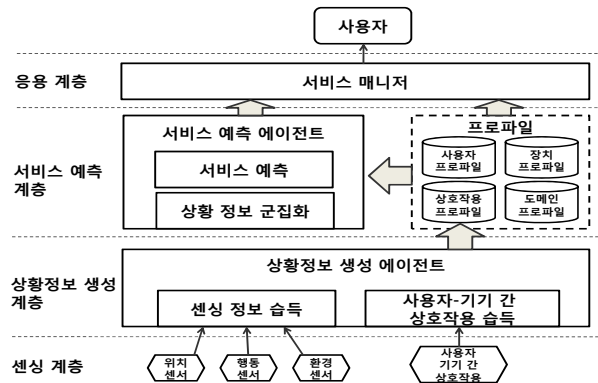 사용자
응용 계층
서비스 매니저
서비스 예측 에이전트
프로파일
서비스 예측
계층
서비스 예측
상황 정보 군집화
사용자
프로파일
장치
프로파일
상호작용
프로파일
도메인
프로파일
상황정보 생성
계층
상황정보 생성 에이전트
센싱 정보 습득
사용자-기기 간
상호작용 습득
센싱 계층
위치
센서
행동
센서
환경
센서
사용자
기기 간
상호작용